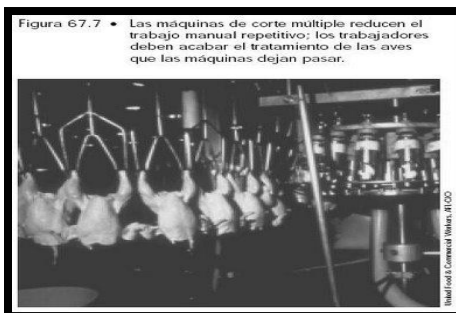 Figura 67.7 • Las máquinas de corte múltiple reducen el
trabajo manual repetitivo; los trabajadores
deben acabar el tratamiento de las aves
que las máquinas dejan pasar.
United Food & Commercial Workers, AFL-CIO